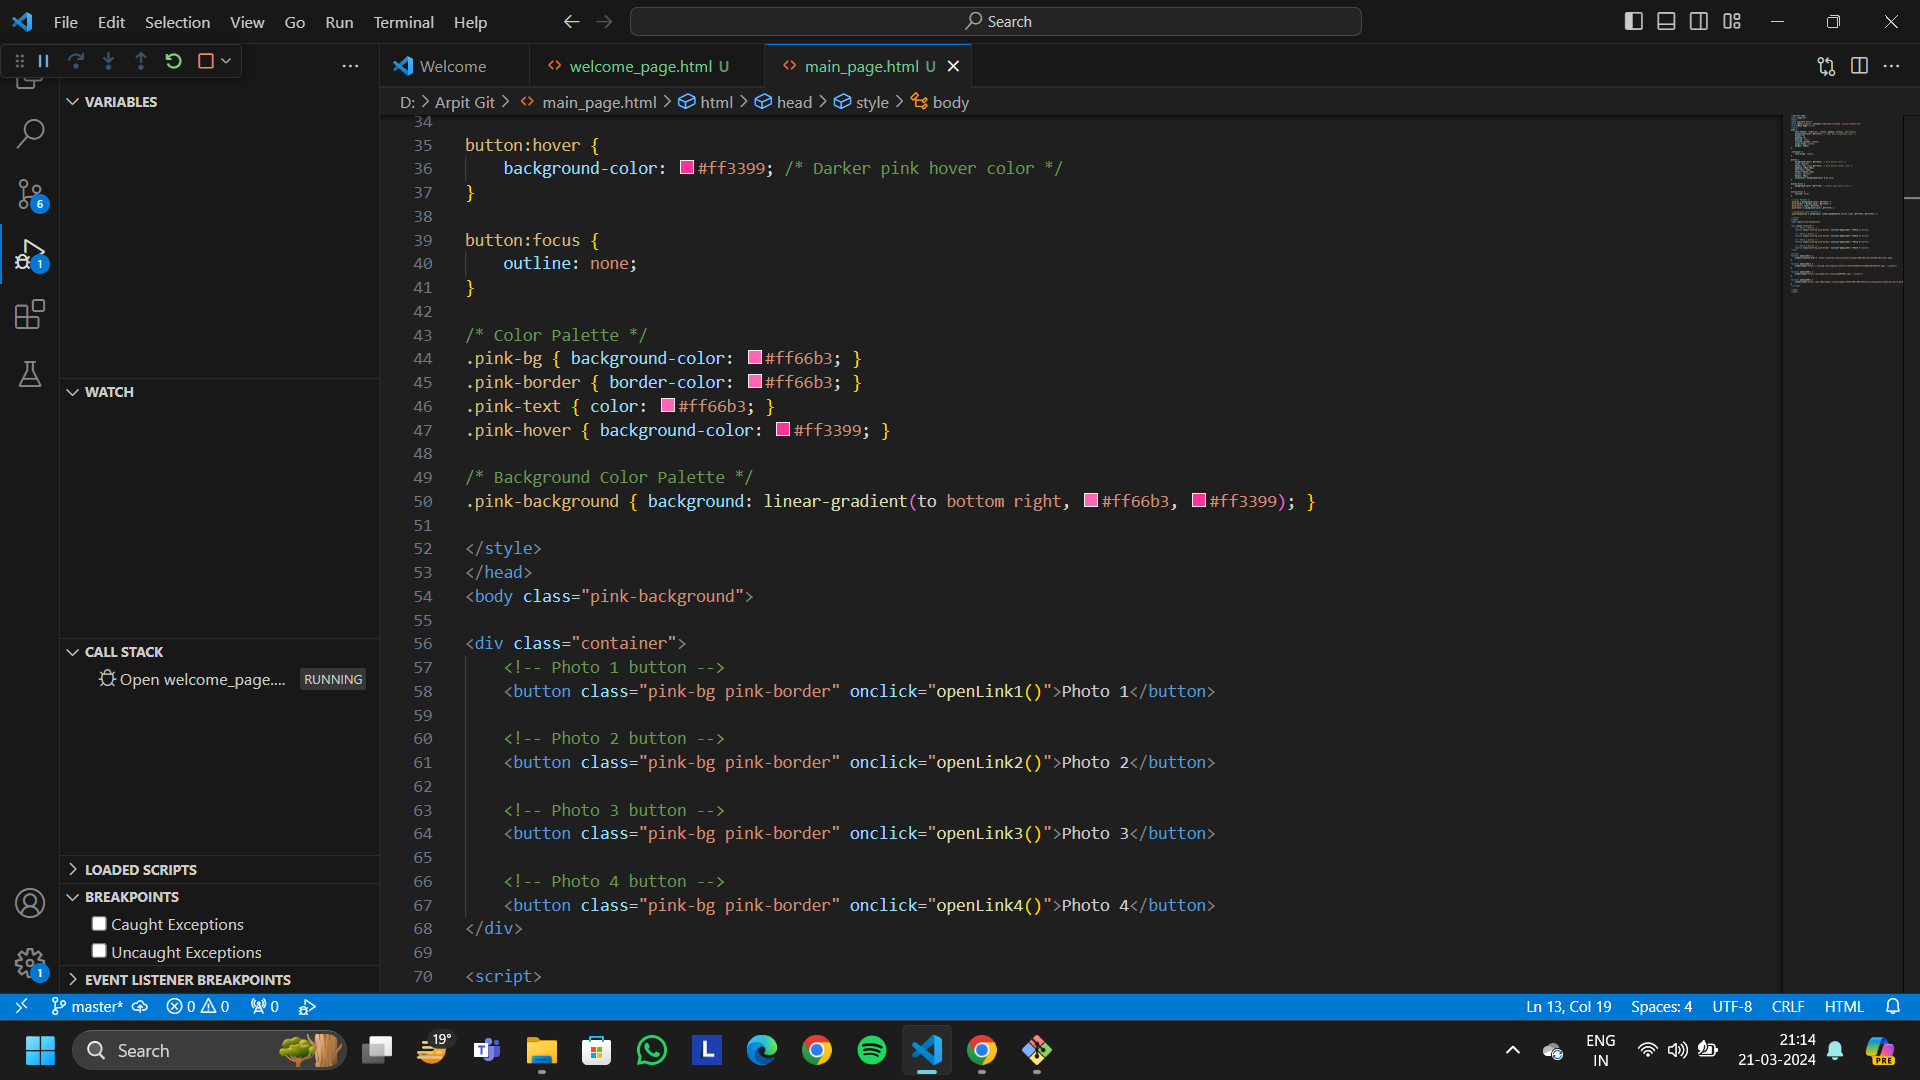 File Edit Selection View Go Run Terminal Help
Search
Welcome
welcome_page.html U
main_page.html U
D: > Arpit Git > main_page.html > html > head > style > body
VARIABLES
WATCH
CALL STACK
Open welcome_page.... RUNNING
LOADED SCRIPTS
BREAKPOINTS
Caught Exceptions
Uncaught Exceptions
EVENT LISTENER BREAKPOINTS
6
1
1
34
35 button:hover {
36 background-color: #ff3399; /* Darker pink hover color */
37 }
38
39 button:focus {
40 outline: none;
41 }
42
43 /* Color Palette */
44 .pink-bg { background-color: #ff66b3; }
45 .pink-border { border-color: #ff66b3; }
46 .pink-text { color: #ff66b3; }
47 .pink-hover { background-color: #ff3399; }
48
49 /* Background Color Palette */
50 .pink-background { background: linear-gradient(to bottom right, #ff66b3, #ff3399); }
51
52 </style>
53 </head>
54 <body class="pink-background">
55
56 <div class="container">
57 <!-- Photo 1 button -->
58 <button class="pink-bg pink-border" onclick="openLink1()">Photo 1</button>
59
60 <!-- Photo 2 button -->
61 <button class="pink-bg pink-border" onclick="openLink2()">Photo 2</button>
62
63 <!-- Photo 3 button -->
64 <button class="pink-bg pink-border" onclick="openLink3()">Photo 3</button>
65
66 <!-- Photo 4 button -->
67 <button class="pink-bg pink-border" onclick="openLink4()">Photo 4</button>
68 </div>
69
70 <script>
master* 0 0 0
Ln 13, Col 19 Spaces: 4 UTF-8 CRLF HTML
Search
19°
L
ENG
IN
21:14
21-03-2024
PRE